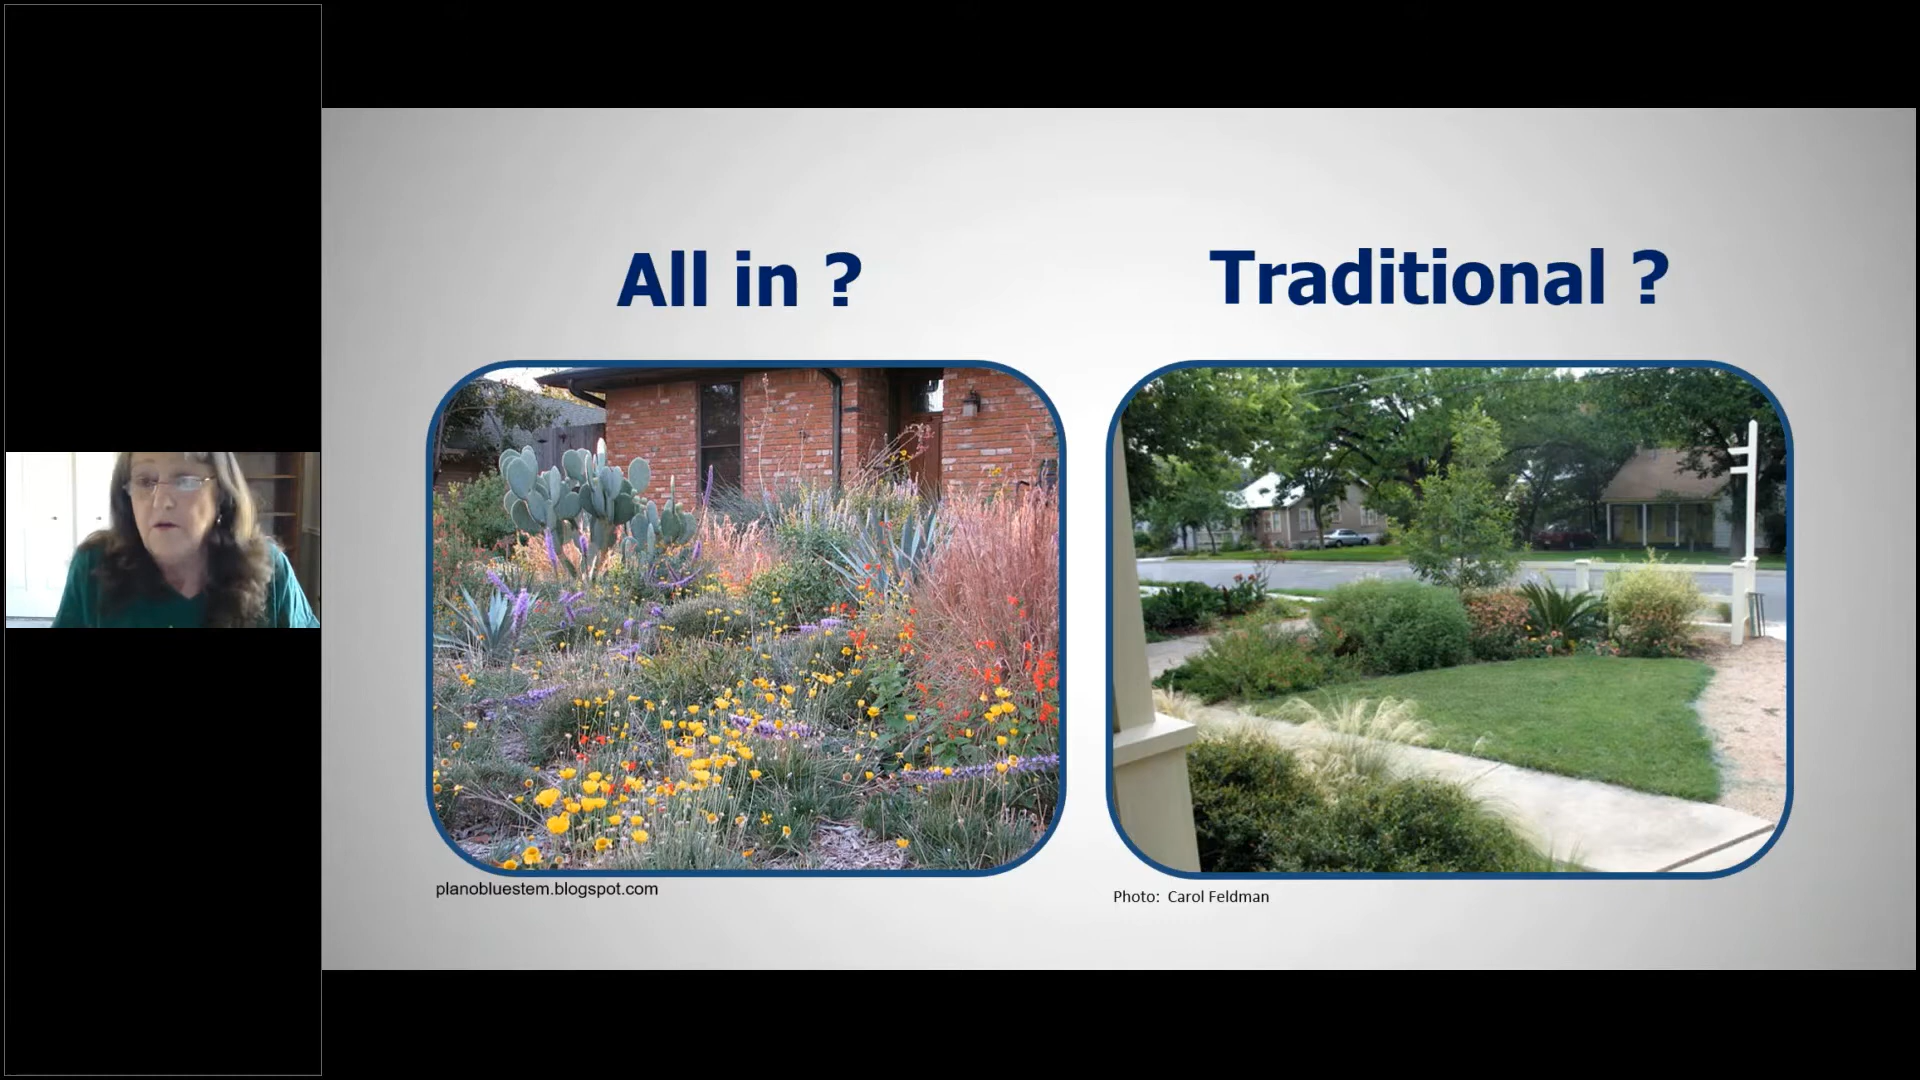 All in ?
Traditional ?
planobluestem.blogspot.com
Photo: Carol Feldman